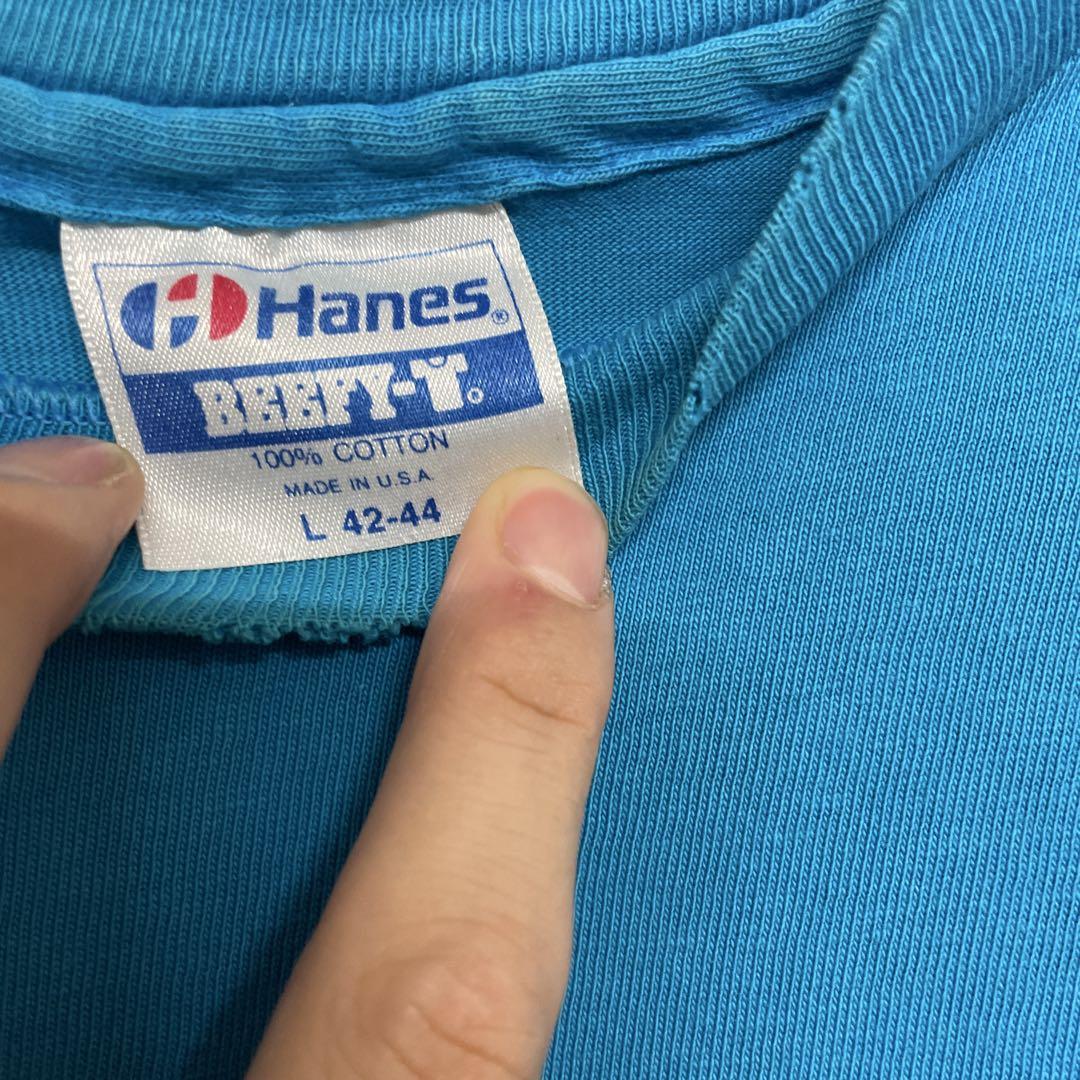 Hanes®
BEEFY-T®
100% COTTON
MADE IN U.S.A.
L 42-44